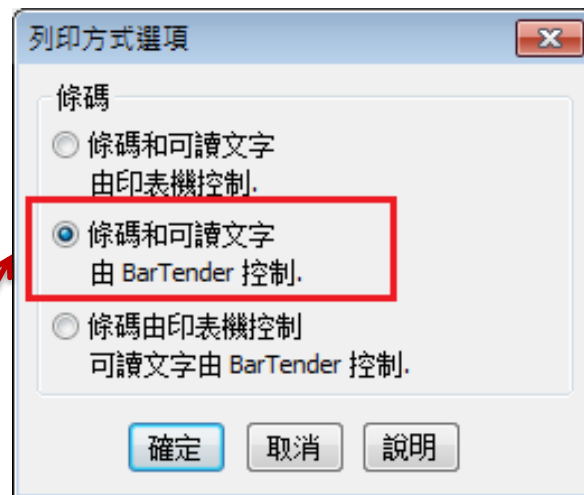 列印方式選項
條碼
條碼和可讀文字
由印表機控制.
條碼和可讀文字
由 BarTender 控制.
條碼由印表機控制
可讀文字由 BarTender 控制.
確定 取消 說明